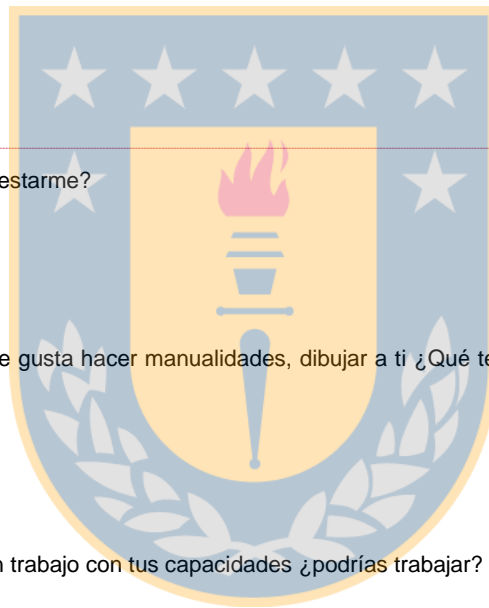 estarme?
e gusta hacer manualidades, dibujar a ti ¿Qué te
trabajo con tus capacidades ¿podrías trabajar?